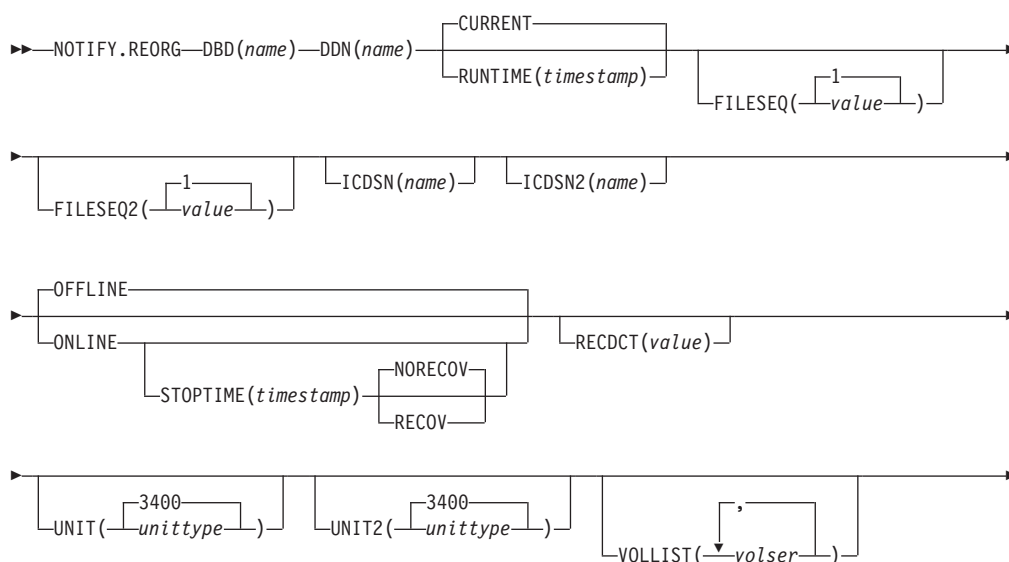 CURRENT
NOTIFY.REORG DBD(name) DDN(name)
RUNTIME(timestamp)
1
FILESEQ( value )
1
FILESEQ2( value )
ICDSN(name)
ICDSN2(name)
OFFLINE
ONLINE
NORECOV
STOPTIME(timestamp)
RECOV
RECDCT(value)
3400
UNIT( unittype )
3400
UNIT2( unittype )
,
VOLLIST( volser )